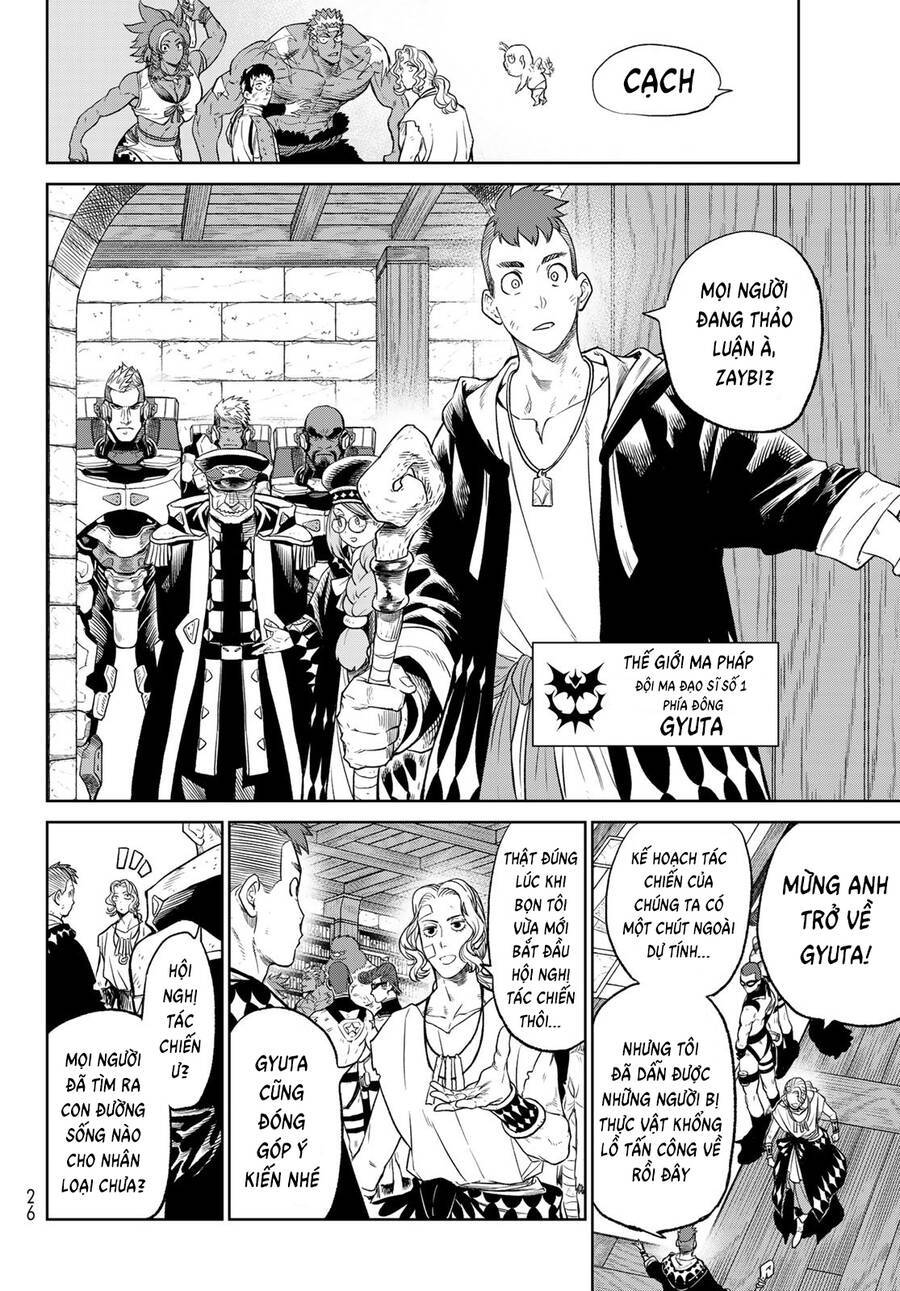 CẠCH
MỌI NGƯỜI
ĐANG THẢO
LUẬN À,
ZAYBI?
THẾ GIỚI MA PHÁP
ĐỘI MA ĐẠO SĨ SỐ 1
PHÍA ĐÔNG
GYUTA
MỪNG ANH
TRỞ VỀ
GYUTA!
KẾ HOẠCH TÁC
CHIẾN CỦA
CHÚNG TA CÓ
MỘT CHÚT NGOÀI
DỰ TÍNH...
NHƯNG TÔI
ĐÃ DẪN ĐƯỢC
NHỮNG NGƯỜI BỊ
THỰC VẬT KHỔNG
LỒ TẤN CÔNG VỀ
RỒI ĐÂY
THẬT ĐÚNG
LÚC KHI
BỌN TÔI
VỪA MỚI
BẮT ĐẦU
HỘI NGHỊ
TÁC CHIẾN
THÔI...
GYUTA
CŨNG
ĐÓNG
GÓP Ý
KIẾN NHÉ
HỘI
NGHỊ
TÁC
CHIẾN
Ư?
MỌI NGƯỜI
ĐÃ TÌM RA
CON ĐƯỜNG
SỐNG NÀO
CHO NHÂN
LOẠI CHƯA?
26